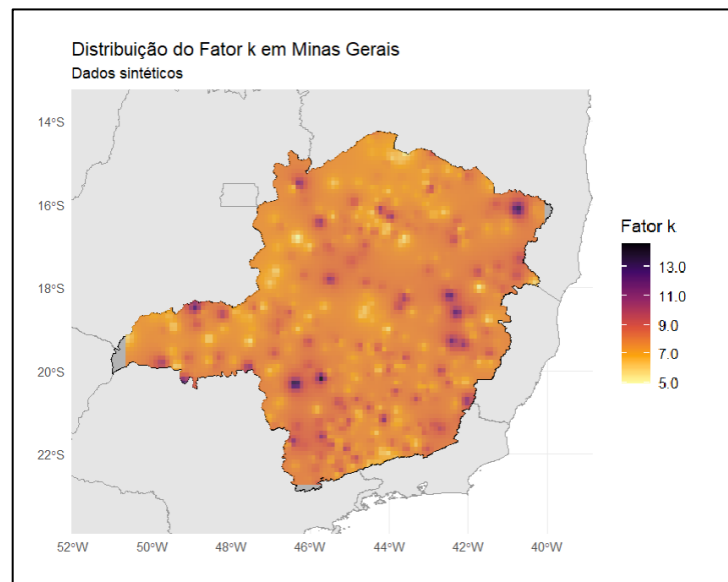 Distribuição do Fator k em Minas Gerais
Dados sintéticos
14°S
16°S
18°S
20°S
22°S
52°W 50°W 48°W 46°W 44°W 42°W 40°W
Fator k
13.0
11.0
9.0
7.0
5.0